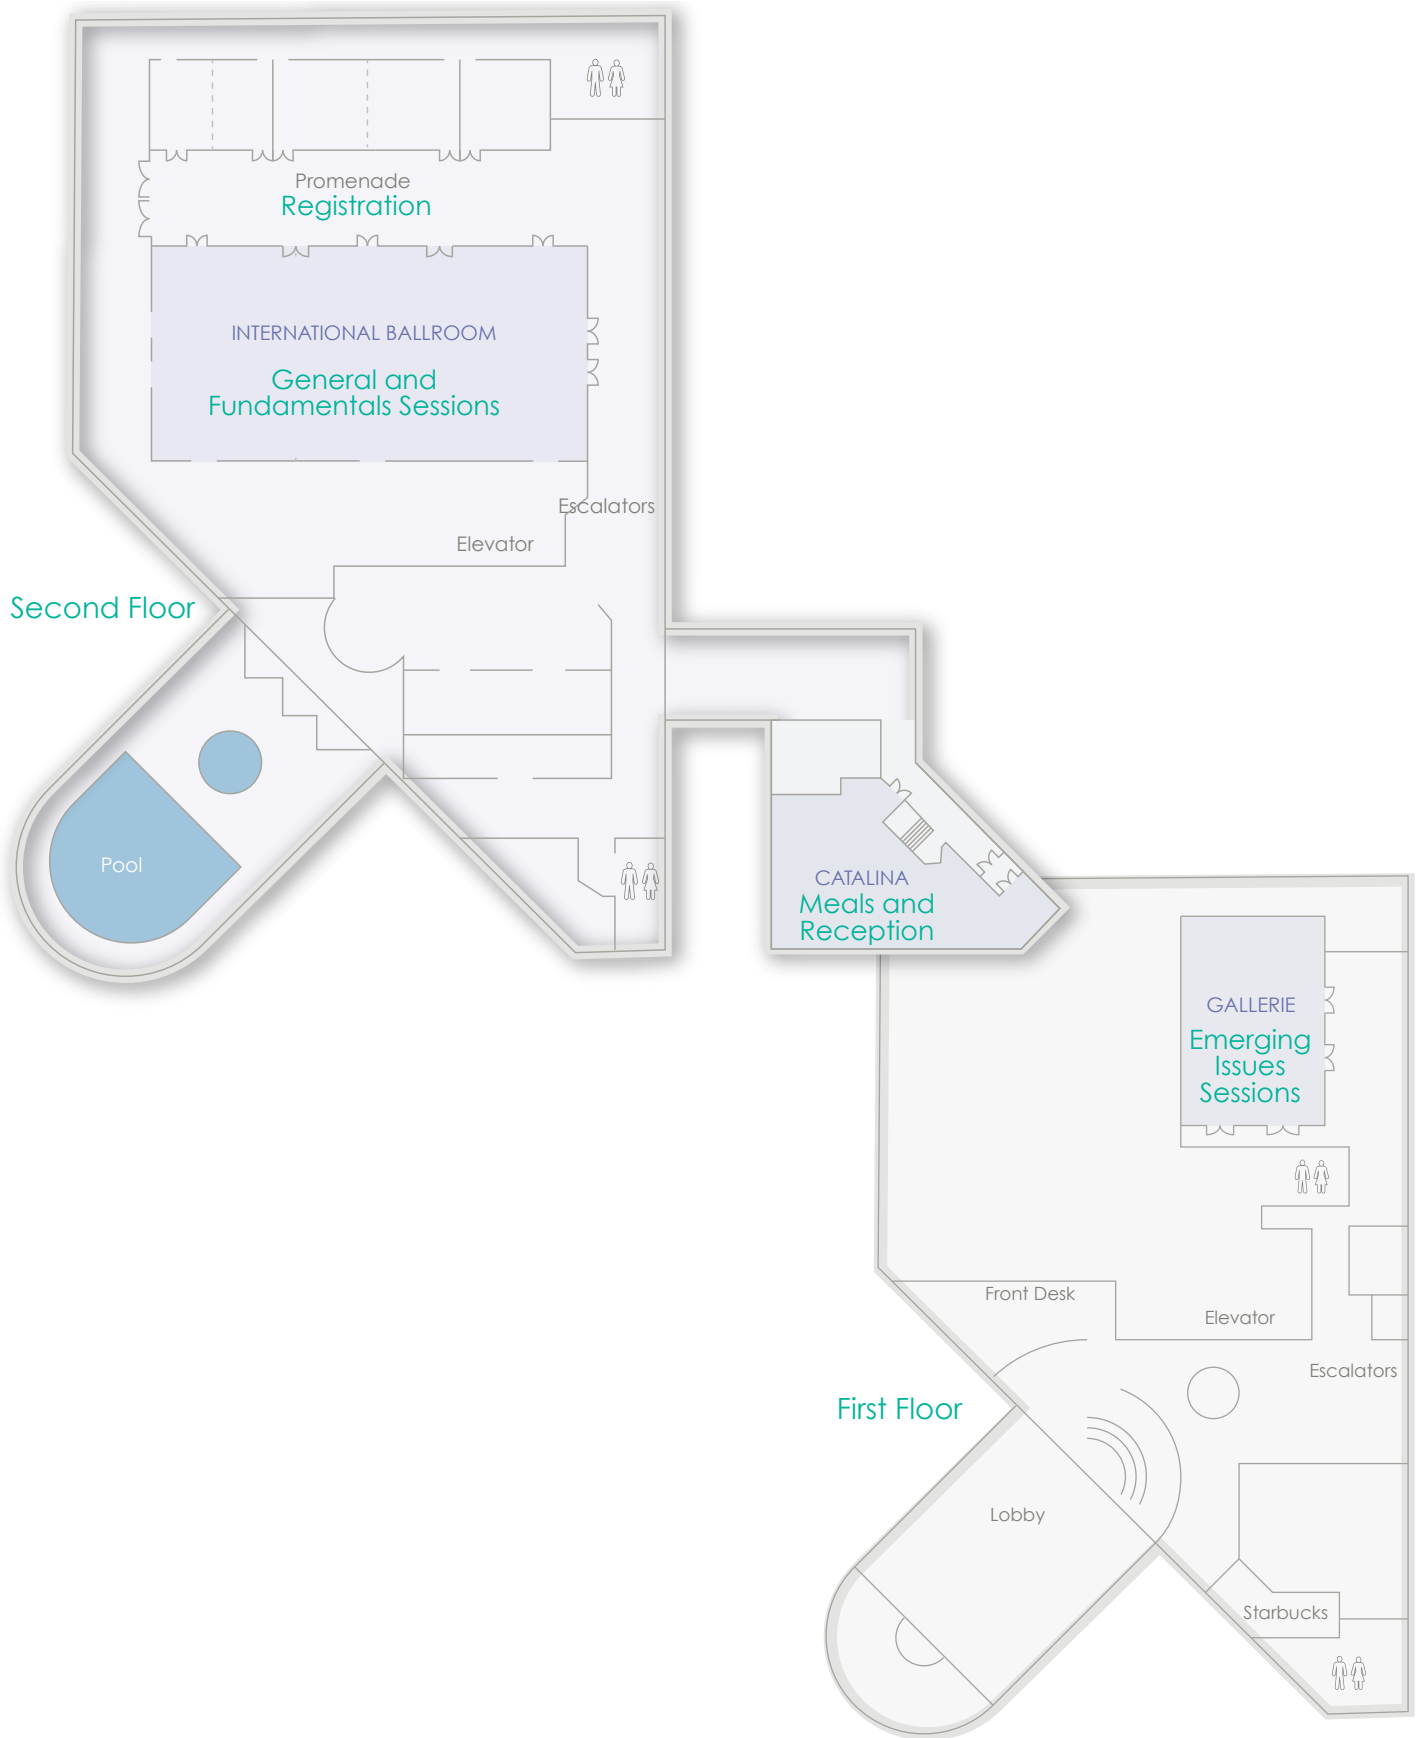 Promenade
Registration
INTERNATIONAL BALLROOM
General and
Fundamentals Sessions
Escalators
Elevator
Second Floor
Pool
CATALINA
Meals and
Reception
GALLERIE
Emerging
Issues
Sessions
Front Desk
Elevator
Escalators
First Floor
Lobby
Starbucks